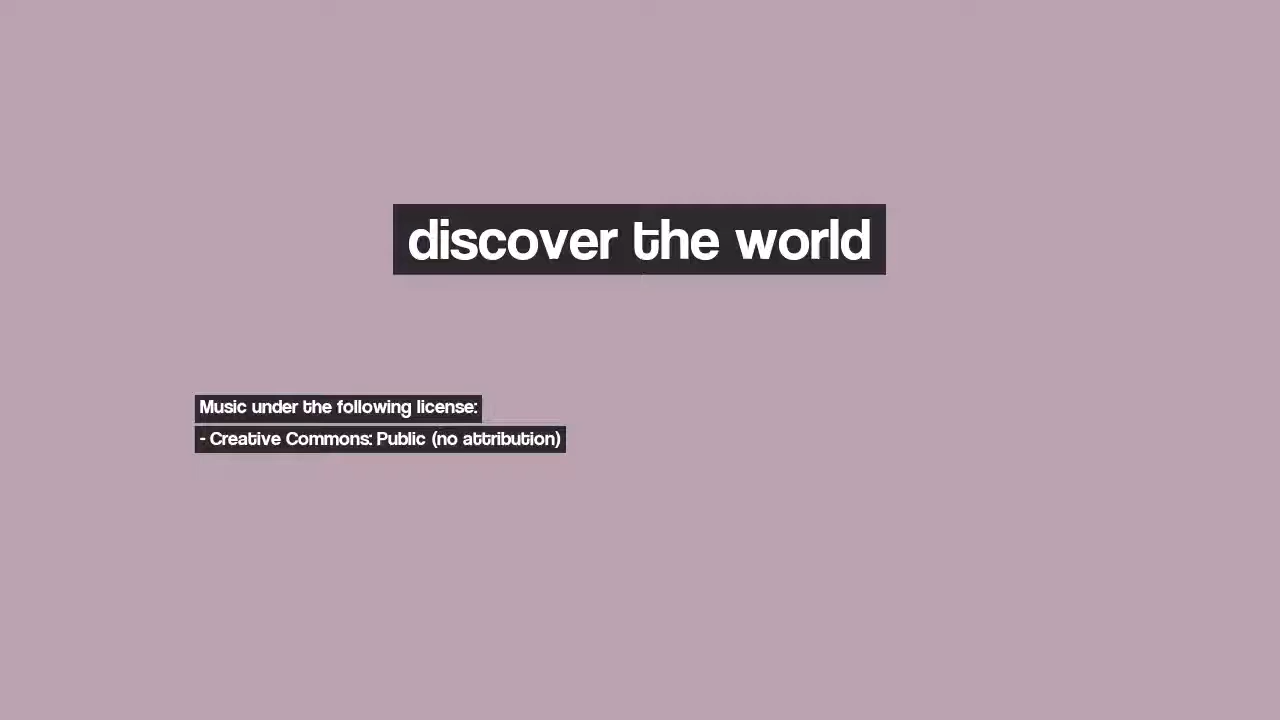 discover the world
Music under the following license:
- Creative Commons: Public (no attribution)